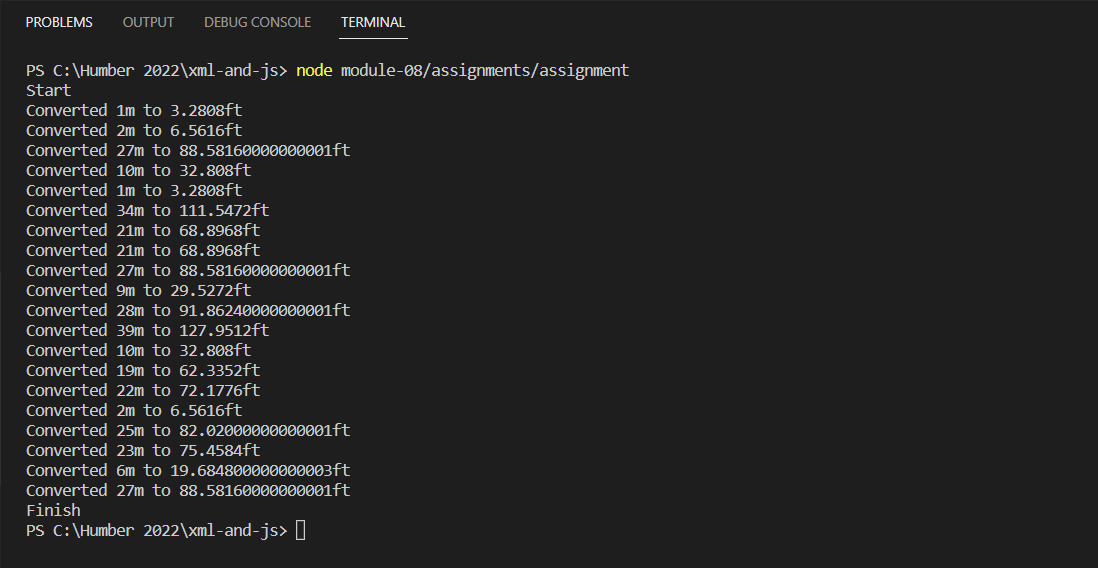 PROBLEMS OUTPUT DEBUG CONSOLE TERMINAL
PS C:\Humber 2022\xml-and-js> node module-08/assignments/assignment
Start
Converted 1m to 3.2808ft
Converted 2m to 6.5616ft
Converted 27m to 88.58160000000001ft
Converted 10m to 32.808ft
Converted 1m to 3.2808ft
Converted 34m to 111.5472ft
Converted 21m to 68.8968ft
Converted 21m to 68.8968ft
Converted 27m to 88.58160000000001ft
Converted 9m to 29.5272ft
Converted 28m to 91.86240000000001ft
Converted 39m to 127.9512ft
Converted 10m to 32.808ft
Converted 19m to 62.3352ft
Converted 22m to 72.1776ft
Converted 2m to 6.5616ft
Converted 25m to 82.02000000000001ft
Converted 23m to 75.4584ft
Converted 6m to 19.684800000000003ft
Converted 27m to 88.58160000000001ft
Finish
PS C:\Humber 2022\xml-and-js>